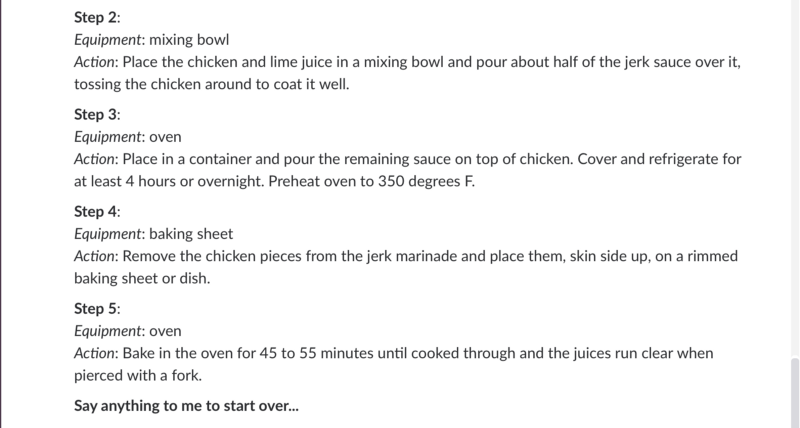 Step 2:
Equipment: mixing bowl
Action: Place the chicken and lime juice in a mixing bowl and pour about half of the jerk sauce over it,
tossing the chicken around to coat it well.
Step 3:
Equipment: oven
Action: Place in a container and pour the remaining sauce on top of chicken. Cover and refrigerate for
at least 4 hours or overnight. Preheat oven to 350 degrees F.
Step 4:
Equipment: baking sheet
Action: Remove the chicken pieces from the jerk marinade and place them, skin side up, on a rimmed
baking sheet or dish.
Step 5:
Equipment: oven
Action: Bake in the oven for 45 to 55 minutes until cooked through and the juices run clear when
pierced with a fork.
Say anything to me to start over...